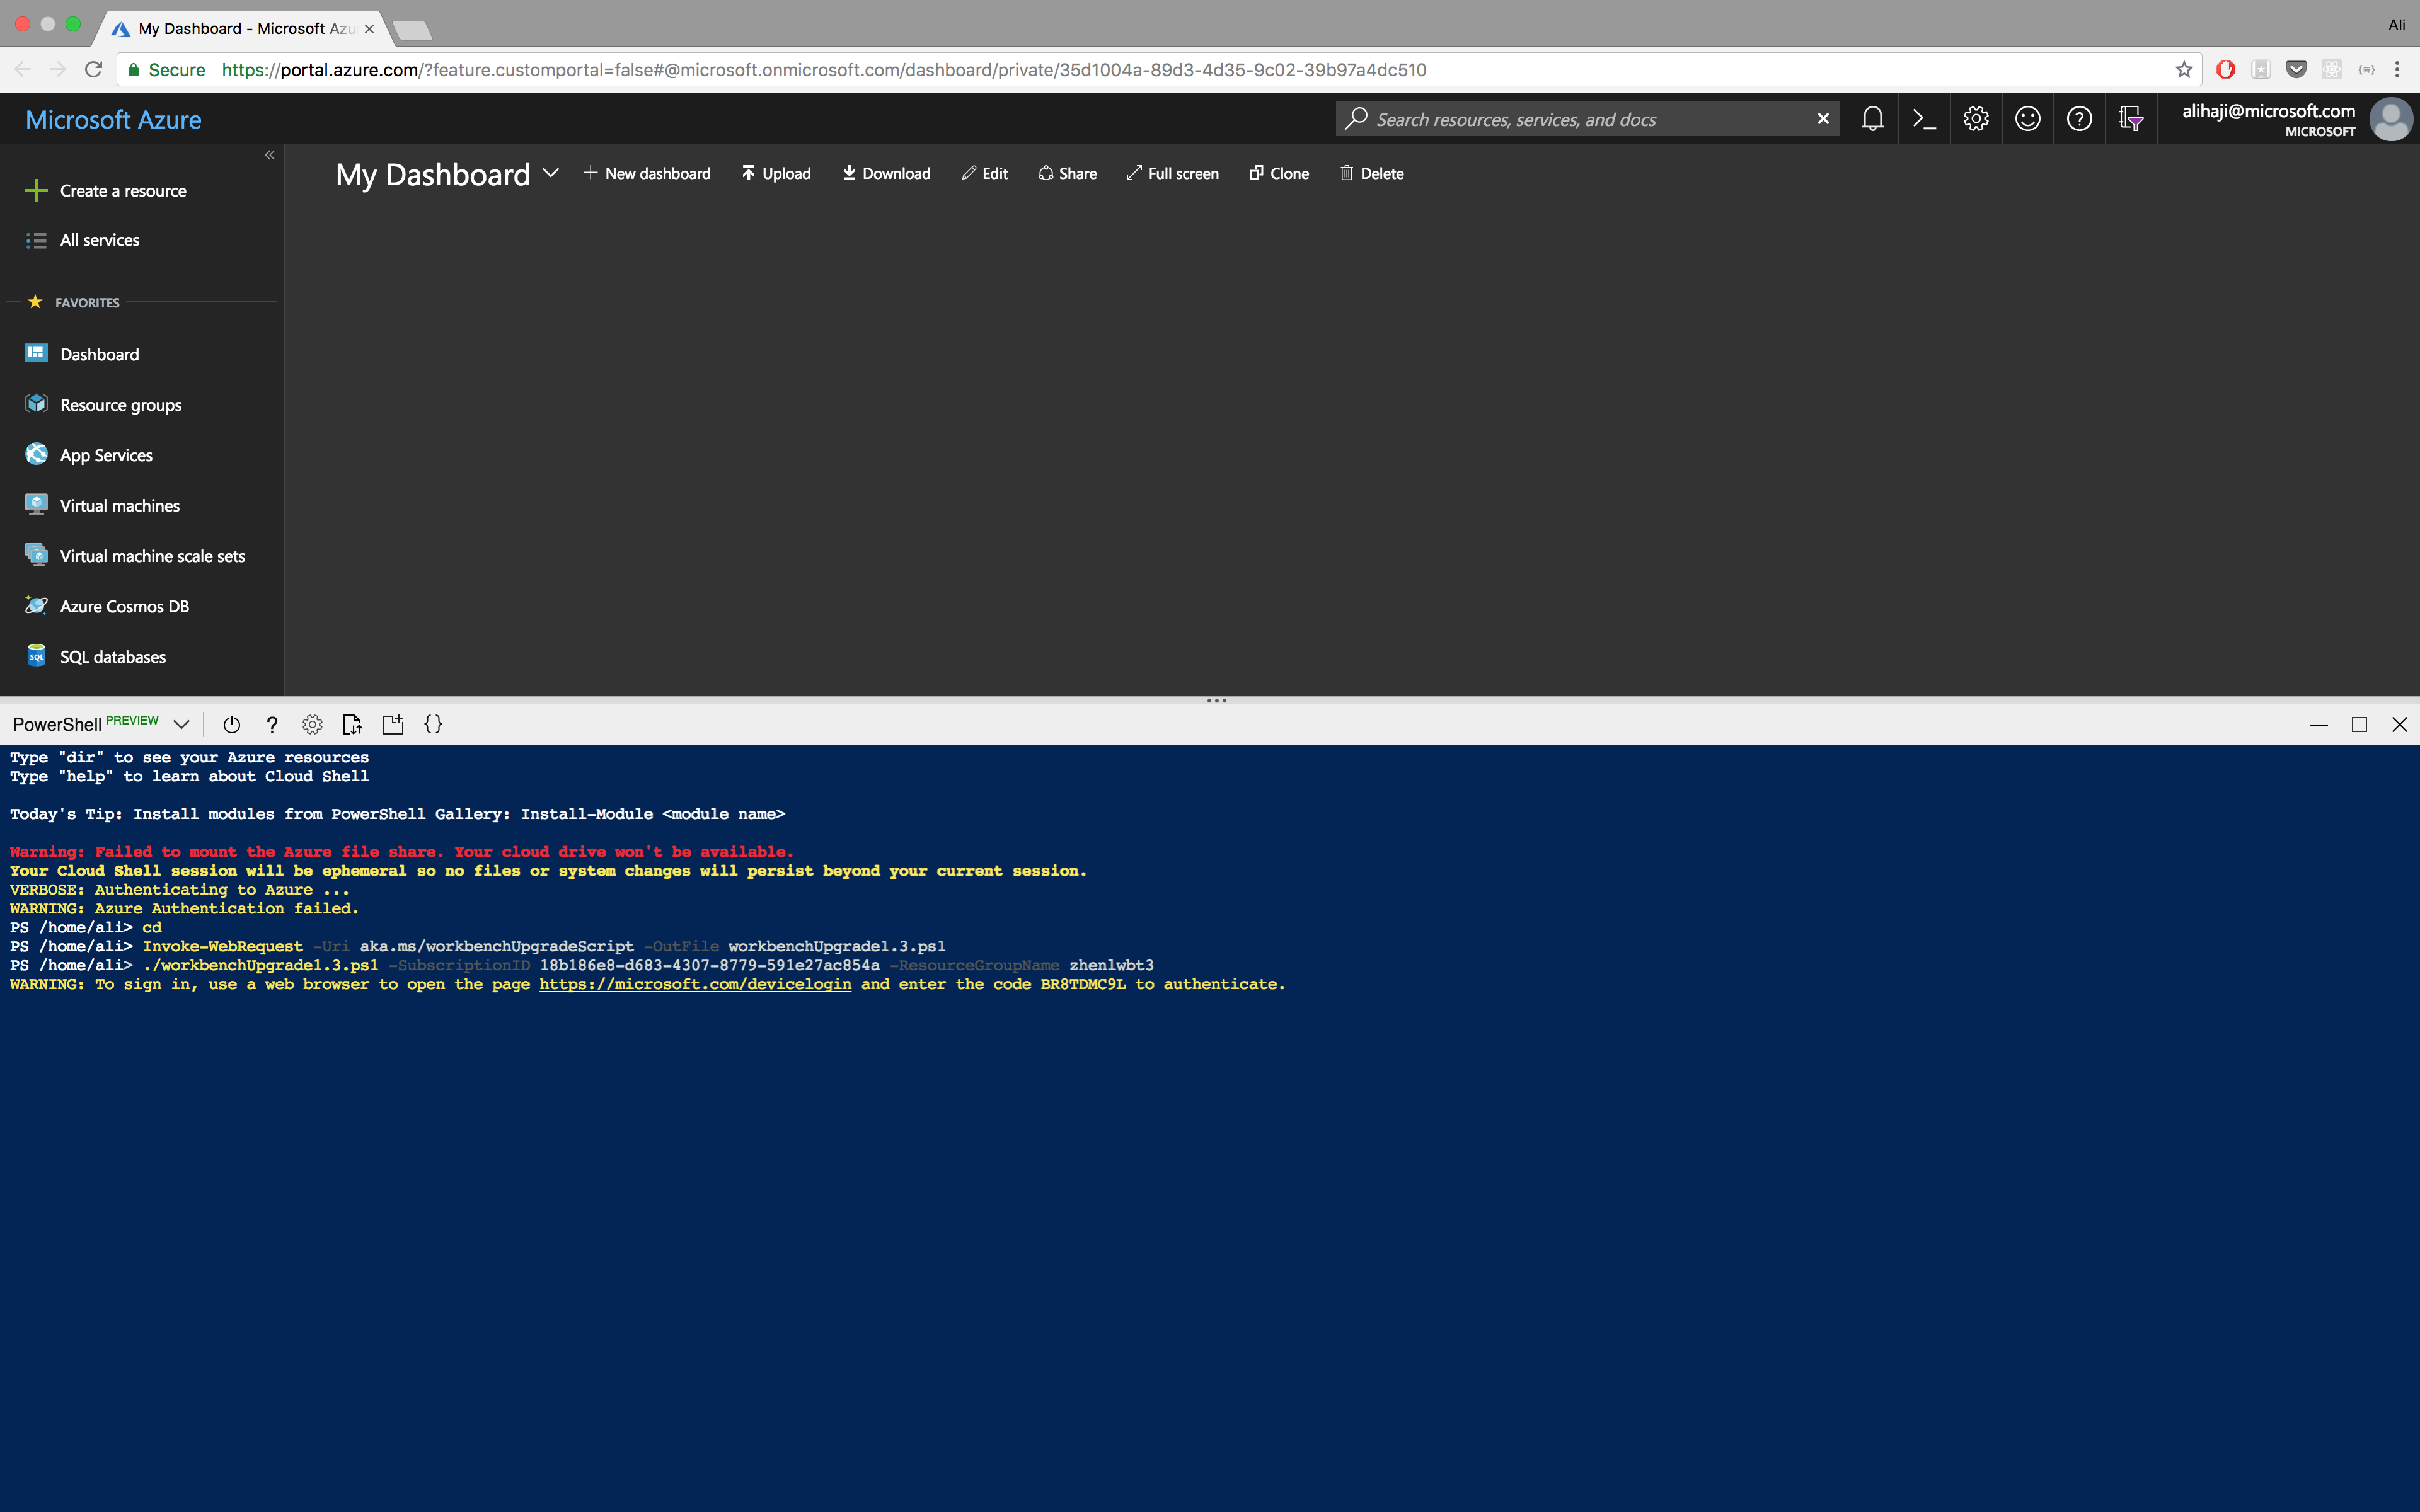 My Dashboard - Microsoft Azu
Ali
Secure
https://portal.azure.com/?feature.customportal=false#@microsoft.onmicrosoft.com/dashboard/private/35d1004a-89d3-4d35-9c02-39b97a4dc510
Microsoft Azure
Search resources, services, and docs
alihaji@microsoft.com
MICROSOFT
My Dashboard
New dashboard
Upload
Download
Edit
Share
Full screen
Clone
Delete
Create a resource
All services
FAVORITES
Dashboard
Resource groups
App Services
Virtual machines
Virtual machine scale sets
Azure Cosmos DB
SQL
SQL databases
PowerShell PREVIEW
Type "dir" to see your Azure resources
Type "help" to learn about Cloud Shell
Today's Tip: Install modules from PowerShell Gallery: Install-Module <module name>
Warning: Failed to mount the Azure file share. Your cloud drive won't be available.
Your Cloud Shell session will be ephemeral so no files or system changes will persist beyond your current session.
VERBOSE: Authenticating to Azure ...
WARNING: Azure Authentication failed.
PS /home/ali> cd
PS /home/ali> Invoke-WebRequest -Uri aka.ms/workbenchUpgradeScript -OutFile workbenchUpgrade1.3.ps1
PS /home/ali> ./workbenchUpgrade1.3.ps1 -SubscriptionID 18b186e8-d683-4307-8779-591e27ac854a -ResourceGroupName zhenlwbt3
WARNING: To sign in, use a web browser to open the page https://microsoft.com/devicelogin and enter the code BR8TDMC9L to authenticate.